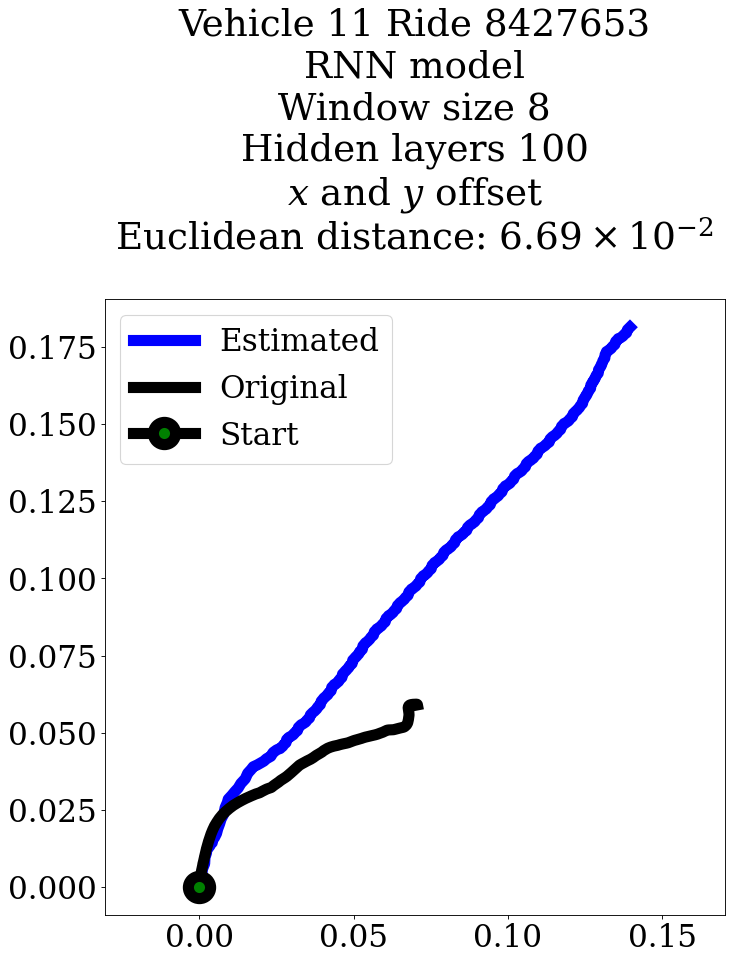 Vehicle 11 Ride 8427653
RNN model
Window size 8
Hidden layers 100
x and y offset
Euclidean distance: 6.69 × 10⁻²
Estimated
Original
Start
0.175
0.150
0.125
0.100
0.075
0.050
0.025
0.000
0.00 0.05 0.10 0.15